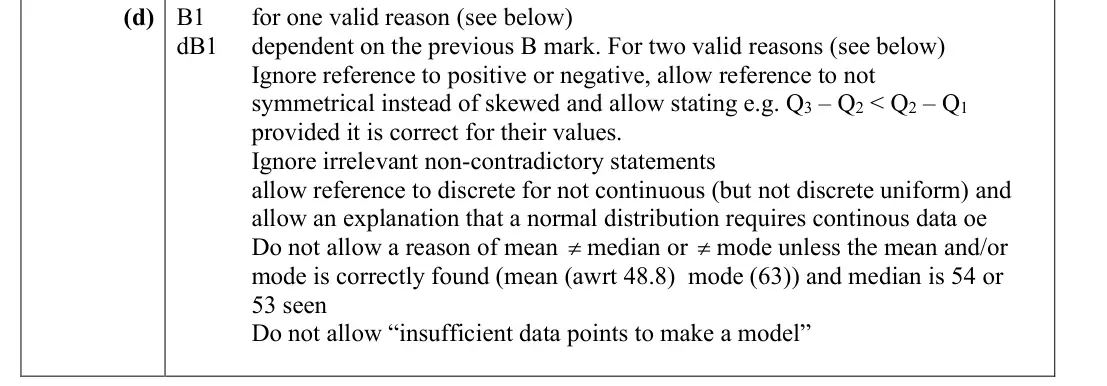 (d) B1 for one valid reason (see below)
dB1 dependent on the previous B mark. For two valid reasons (see below)
Ignore reference to positive or negative, allow reference to not
symmetrical instead of skewed and allow stating e.g. Q₃ – Q₂ < Q₂ – Q₁
provided it is correct for their values.
Ignore irrelevant non-contradictory statements
allow reference to discrete for not continuous (but not discrete uniform) and
allow an explanation that a normal distribution requires continous data oe
Do not allow a reason of mean ≠ median or ≠ mode unless the mean and/or
mode is correctly found (mean (awrt 48.8) mode (63)) and median is 54 or
53 seen
Do not allow “insufficient data points to make a model”